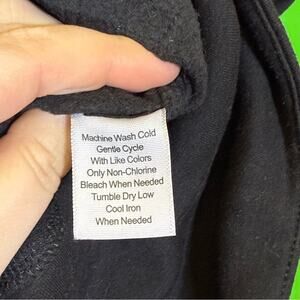 Machine Wash Cold
Gentle Cycle
With Like Colors
Only Non-Chlorine
Bleach When Needed
Tumble Dry Low
Cool Iron
When Needed